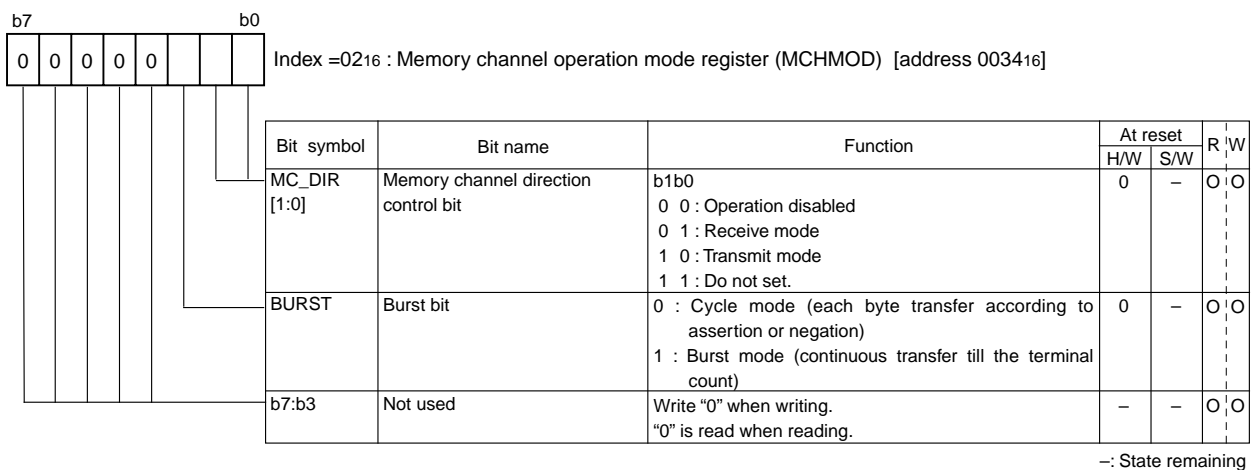 b7 b0
0 0 0 0 0
Index =0216 : Memory channel operation mode register (MCHMOD) [address 003416]
Bit symbol Bit name Function At reset R W
H/W S/W
MC_DIR Memory channel direction b1b0 0 – O O
[1:0] control bit 0 0 : Operation disabled
0 1 : Receive mode
1 0 : Transmit mode
1 1 : Do not set.
BURST Burst bit 0 : Cycle mode (each byte transfer according to 0 – O O
assertion or negation)
1 : Burst mode (continuous transfer till the terminal
count)
b7:b3 Not used Write “0” when writing. – – O O
“0” is read when reading.
–: State remaining